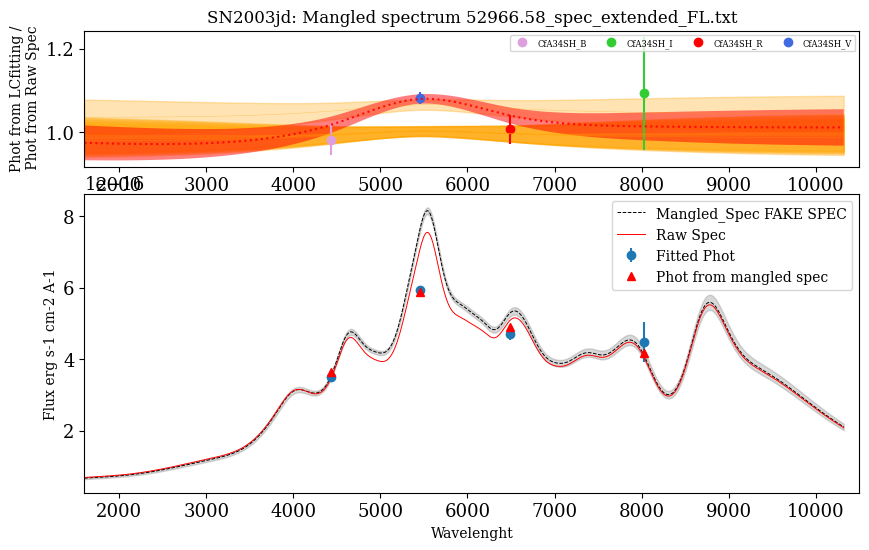 SN2003jd: Mangled spectrum 52966.58_spec_extended_FL.txt
Phot from LCfitting /
Phot from Raw Spec
1.2
1.0
CfA34SH_B CfA34SH_I CfA34SH_R CfA34SH_V
2000 3000 4000 5000 6000 7000 8000 9000 10000
1e−16
Flux erg s-1 cm-2 A-1
8
6
4
2
Mangled_Spec FAKE SPEC
Raw Spec
Fitted Phot
Phot from mangled spec
2000 3000 4000 5000 6000 7000 8000 9000 10000
Wavelenght